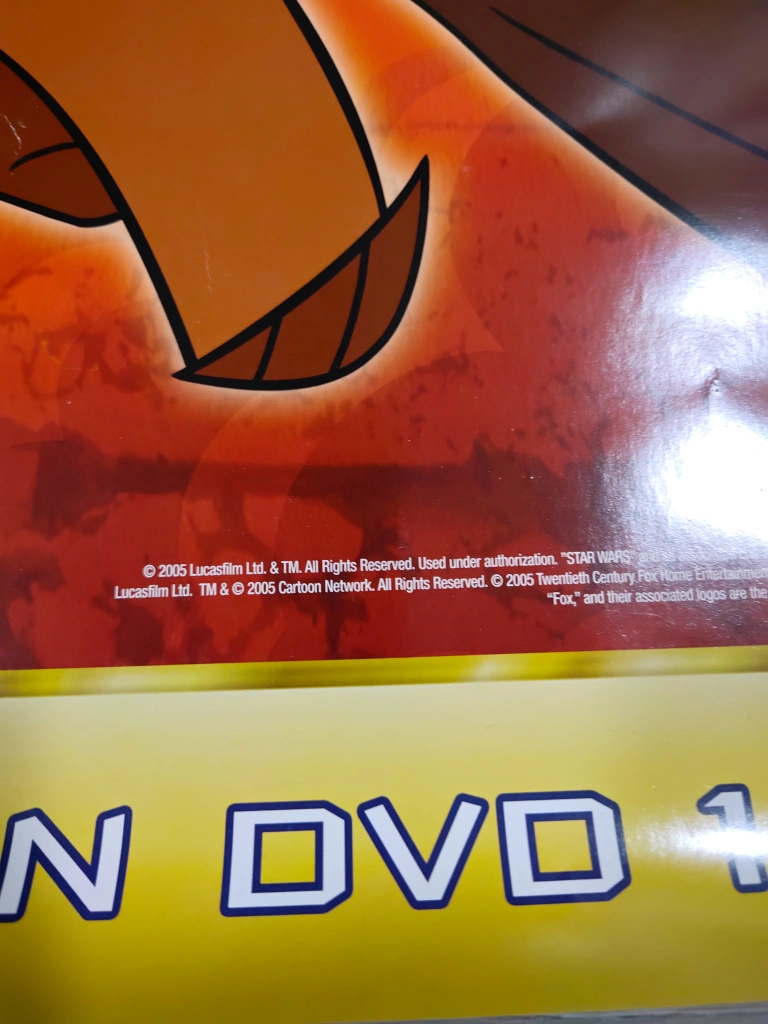 © 2005 Lucasfilm Ltd. & TM. All Rights Reserved. Used under authorization. "STAR WARS"
Lucasfilm Ltd. TM & © 2005 Cartoon Network. All Rights Reserved. © 2005 Twentieth Century Fox Home Entertainment
"Fox," and their associated logos are the
N DVD 1